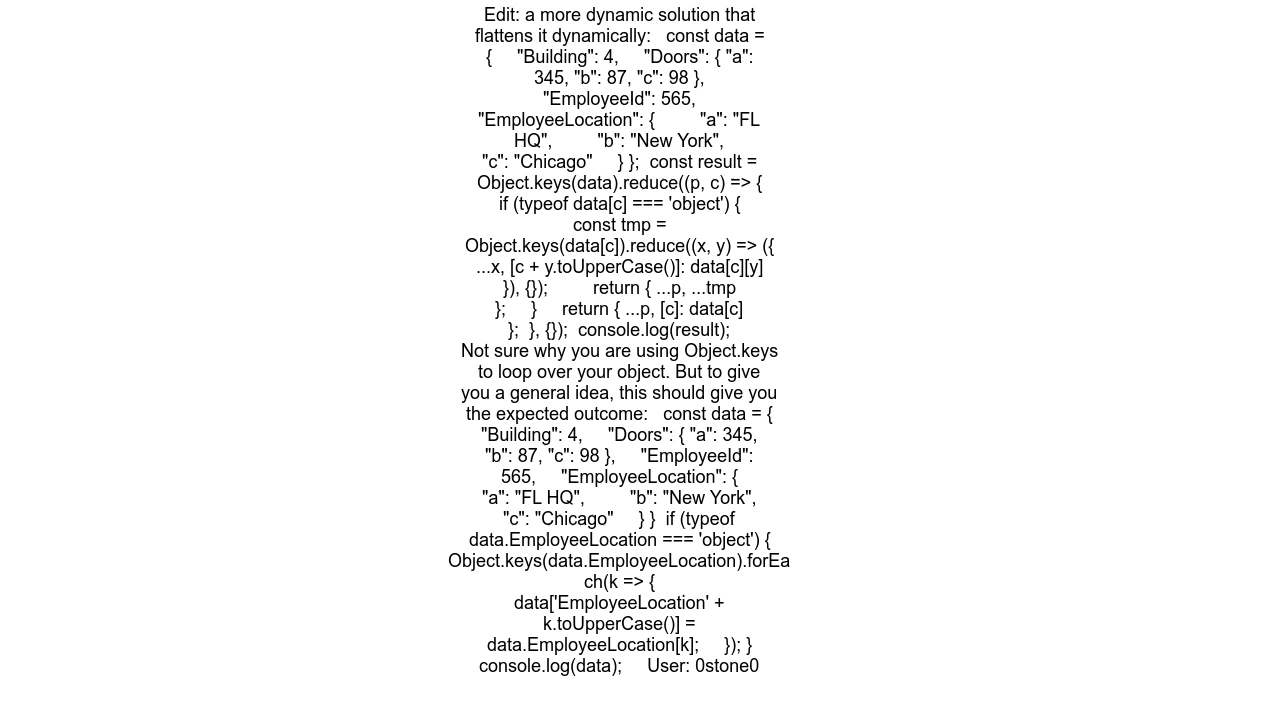 Edit: a more dynamic solution that
flattens it dynamically:   const data =
{     "Building": 4,     "Doors": { "a":
345, "b": 87, "c": 98 },
"EmployeeId": 565,
"EmployeeLocation": {         "a": "FL
HQ",         "b": "New York",
"c": "Chicago"     } };  const result =
Object.keys(data).reduce((p, c) => {
if (typeof data[c] === 'object') {
const tmp =
Object.keys(data[c]).reduce((x, y) => ({
...x, [c + y.toUpperCase()]: data[c][y]
}), {});         return { ...p, ...tmp
};     }     return { ...p, [c]: data[c]
};  }, {});  console.log(result);
Not sure why you are using Object.keys
to loop over your object. But to give
you a general idea, this should give you
the expected outcome:   const data = {
"Building": 4,     "Doors": { "a": 345,
"b": 87, "c": 98 },     "EmployeeId":
565,     "EmployeeLocation": {
"a": "FL HQ",         "b": "New York",
"c": "Chicago"     } }  if (typeof
data.EmployeeLocation === 'object') {
Object.keys(data.EmployeeLocation).forEa
ch(k => {
data['EmployeeLocation' +
k.toUpperCase()] =
data.EmployeeLocation[k];     }); }
console.log(data);     User: 0stone0